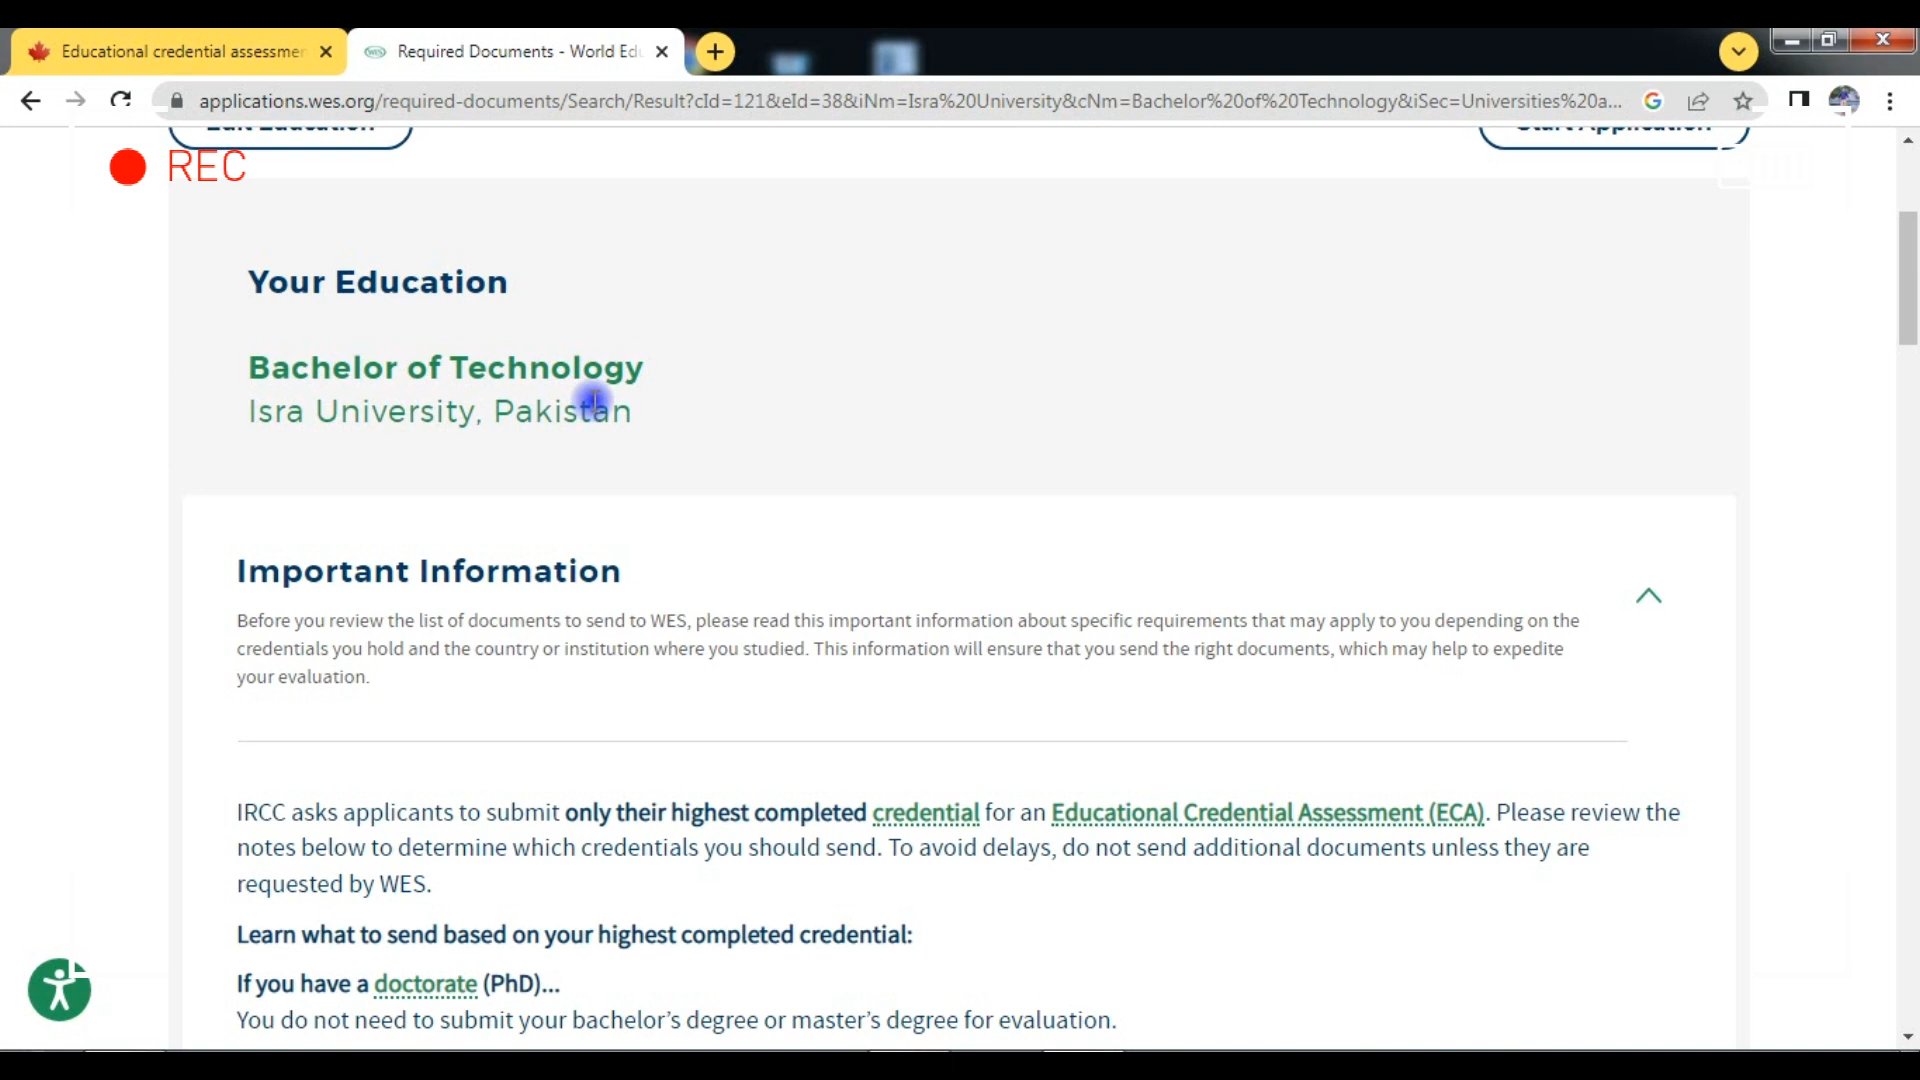 Educational credential assessmen
Required Documents - World Edu
applications.wes.org/required-documents/Search/Result?cId=121&eId=38&iNm=Isra%20University&cNm=Bachelor%20of%20Technology&iSec=Universities%20a...
Edit Education
Start Application
REC
Your Education
Bachelor of Technology
Isra University, Pakistan
Important Information
Before you review the list of documents to send to WES, please read this important information about specific requirements that may apply to you depending on the
credentials you hold and the country or institution where you studied. This information will ensure that you send the right documents, which may help to expedite
your evaluation.
IRCC asks applicants to submit only their highest completed credential for an Educational Credential Assessment (ECA). Please review the
notes below to determine which credentials you should send. To avoid delays, do not send additional documents unless they are
requested by WES.
Learn what to send based on your highest completed credential:
If you have a doctorate (PhD)...
You do not need to submit your bachelor's degree or master's degree for evaluation.